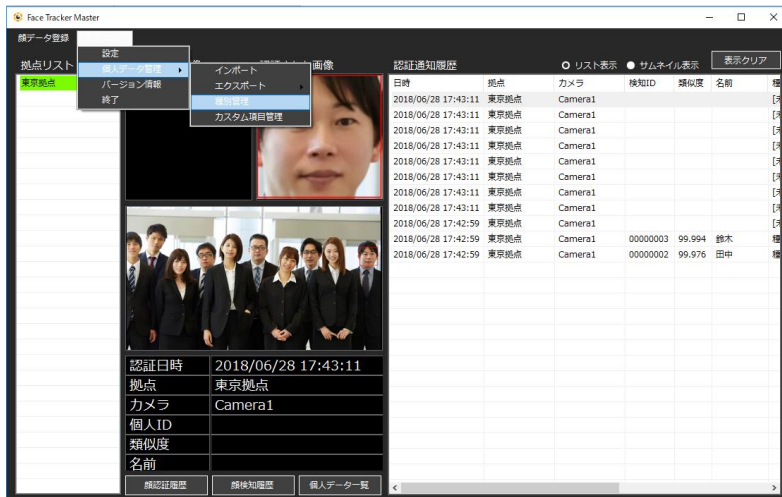 Face Tracker Master
顔データ登録
設定
個人データ管理
バージョン情報
終了
インポート
エクスポート
種別管理
カスタム項目管理
拠点リスト
画像
認証通知履歴
リスト表示
サムネイル表示
表示クリア
東京拠点
日時 拠点 カメラ 検知ID 類似度 名前
2018/06/28 17:43:11 東京拠点 Camera1
2018/06/28 17:43:11 東京拠点 Camera1
2018/06/28 17:43:11 東京拠点 Camera1
2018/06/28 17:43:11 東京拠点 Camera1
2018/06/28 17:43:11 東京拠点 Camera1
2018/06/28 17:43:11 東京拠点 Camera1
2018/06/28 17:43:11 東京拠点 Camera1
2018/06/28 17:43:11 東京拠点 Camera1
2018/06/28 17:42:59 東京拠点 Camera1
2018/06/28 17:42:59 東京拠点 Camera1 00000003 99.994 鈴木 種
2018/06/28 17:42:59 東京拠点 Camera1 00000002 99.976 田中 種
認証日時 2018/06/28 17:43:11
拠点 東京拠点
カメラ Camera1
個人ID
類似度
名前
顔認証履歴 顔検知履歴 個人データ一覧